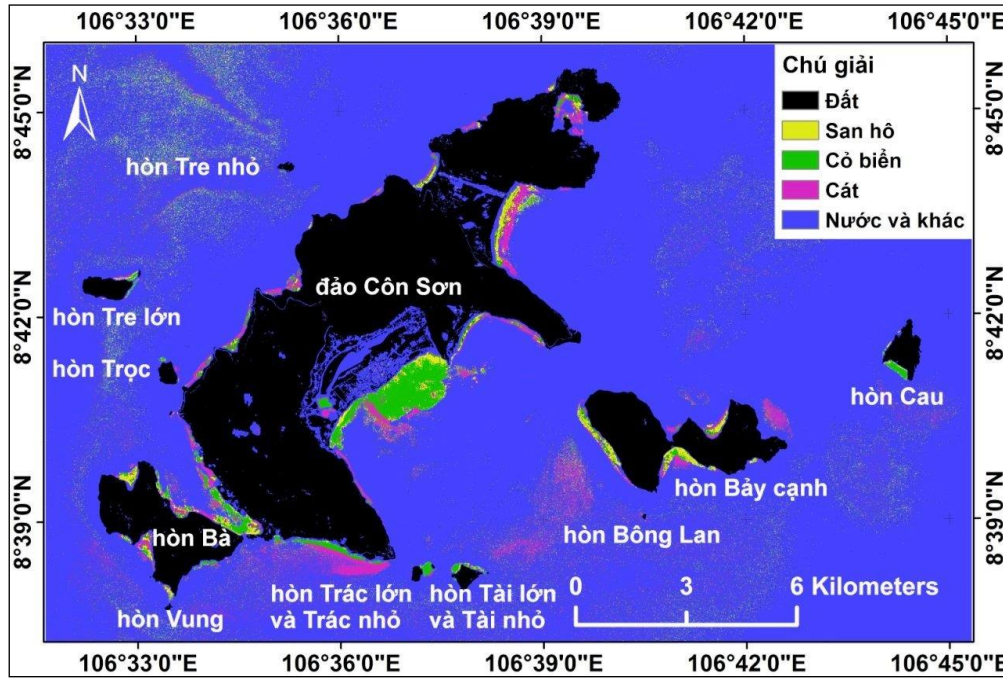 106°33'0"E 106°36'0"E 106°39'0"E 106°42'0"E 106°45'0"E
N
Chú giải
Đất
San hô
Cỏ biển
Cát
Nước và khác
8°45'0"N 8°45'0"N
hòn Tre nhỏ
đảo Côn Sơn
hòn Tre lớn
8°42'0"N 8°42'0"N
hòn Trọc
hòn Cau
hòn Bảy cạnh
hòn Bông Lan
8°39'0"N 8°39'0"N
hòn Bà
hòn Vung
hòn Trác lớn
và Trác nhỏ
hòn Tài lớn
và Tài nhỏ
0 3 6 Kilometers
106°33'0"E 106°36'0"E 106°39'0"E 106°42'0"E 106°45'0"E